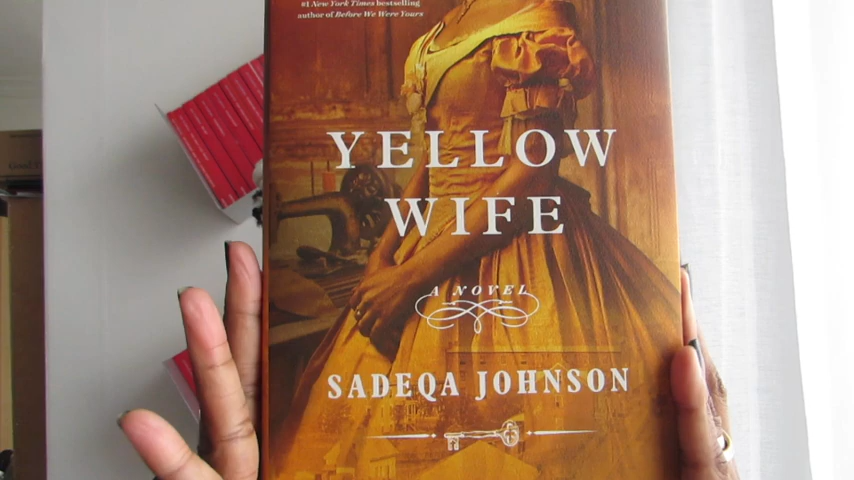 #1 New York Times bestselling
author of Before We Were Yours
YELLOW
WIFE
A NOVEL
SADEQA JOHNSON